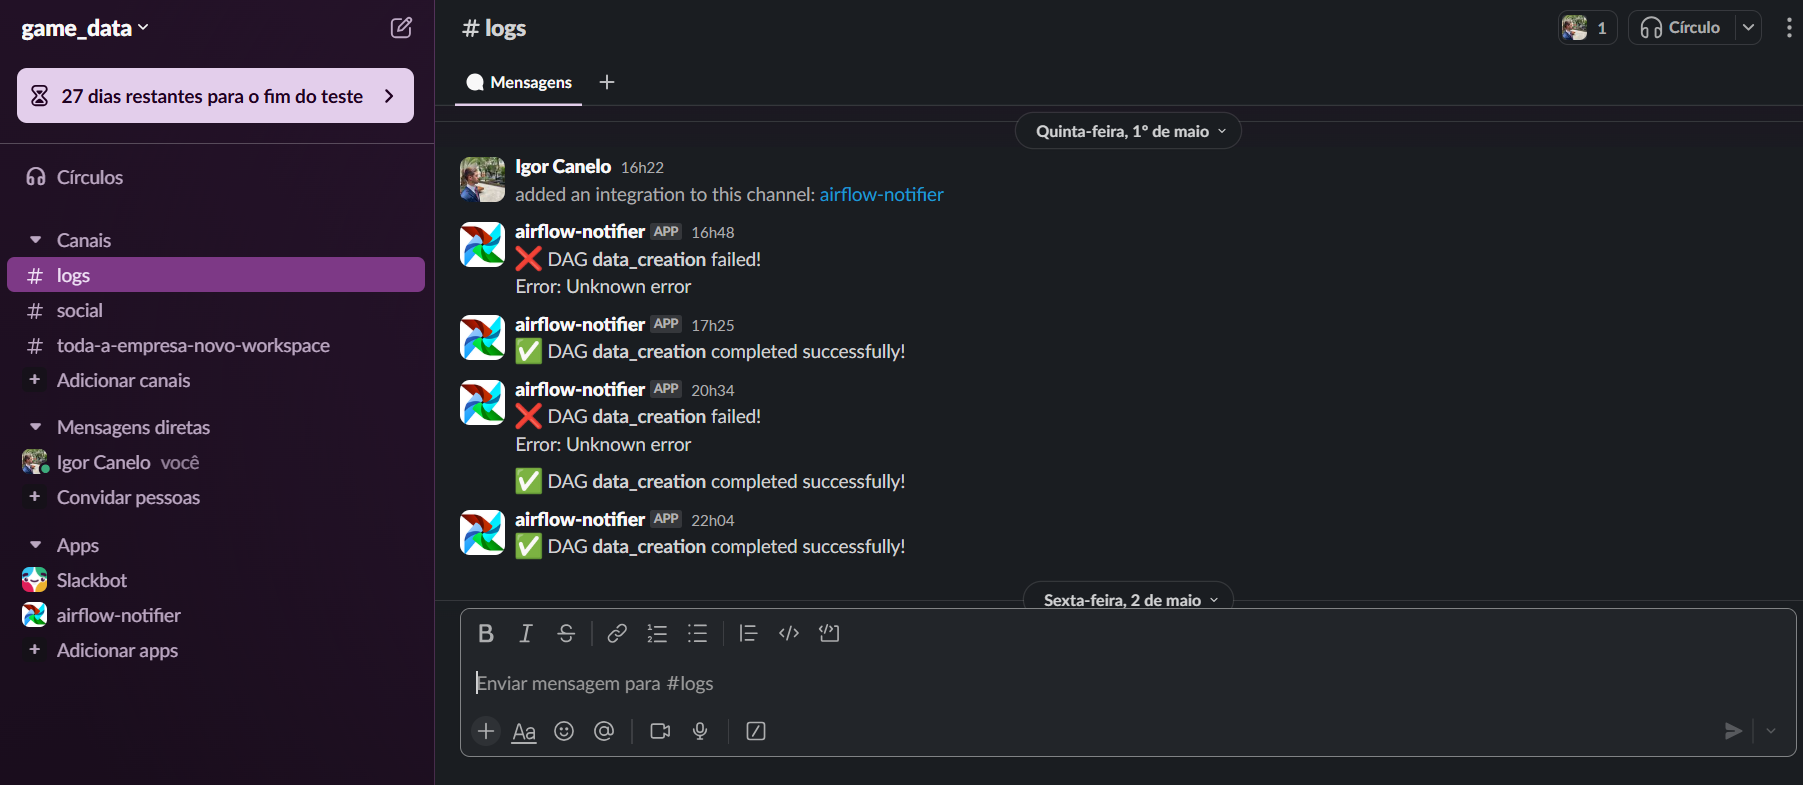 game_data
27 dias restantes para o fim do teste
Círculos
Canais
# logs
# social
# toda-a-empresa-novo-workspace
+ Adicionar canais
Mensagens diretas
Igor Canelo você
+ Convidar pessoas
Apps
Slackbot
airflow-notifier
+ Adicionar apps
# logs
1
Círculo
Mensagens +
Quinta-feira, 1º de maio
Igor Canelo 16h22
added an integration to this channel: airflow-notifier
airflow-notifier APP 16h48
❌ DAG data_creation failed!
Error: Unknown error
airflow-notifier APP 17h25
✅ DAG data_creation completed successfully!
airflow-notifier APP 20h34
❌ DAG data_creation failed!
Error: Unknown error
✅ DAG data_creation completed successfully!
airflow-notifier APP 22h04
✅ DAG data_creation completed successfully!
Sexta-feira, 2 de maio
B I S
Enviar mensagem para #logs
+ Aa @